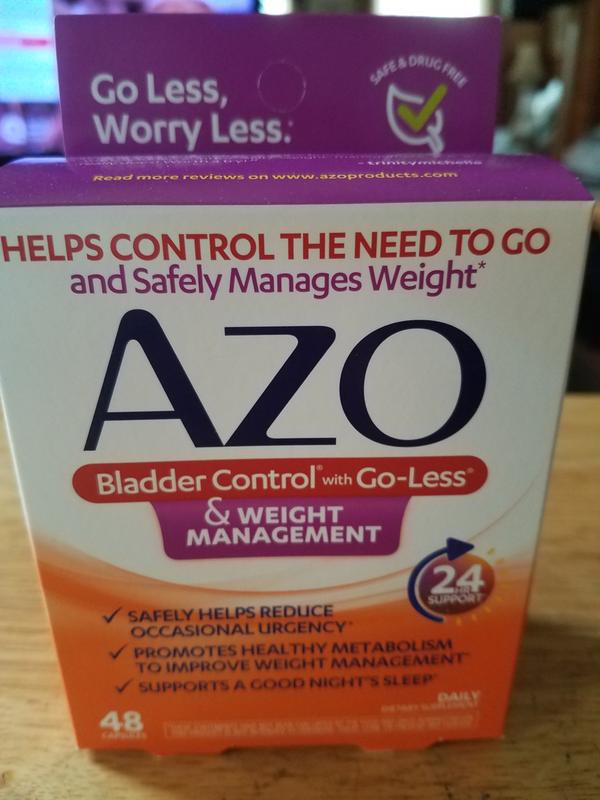 Go Less,
Worry Less.
SAFE & DRUG FREE
- trinitymichelle
Read more reviews on www.azoproducts.com
HELPS CONTROL THE NEED TO GO
and Safely Manages Weight*
AZO
Bladder Control® with Go-Less®
& WEIGHT
MANAGEMENT
24
HR
SUPPORT
✓ SAFELY HELPS REDUCE
OCCASIONAL URGENCY*
✓ PROMOTES HEALTHY METABOLISM
TO IMPROVE WEIGHT MANAGEMENT*
✓ SUPPORTS A GOOD NIGHT'S SLEEP*
DAILY
DIETARY SUPPLEMENT
48
CAPSULES